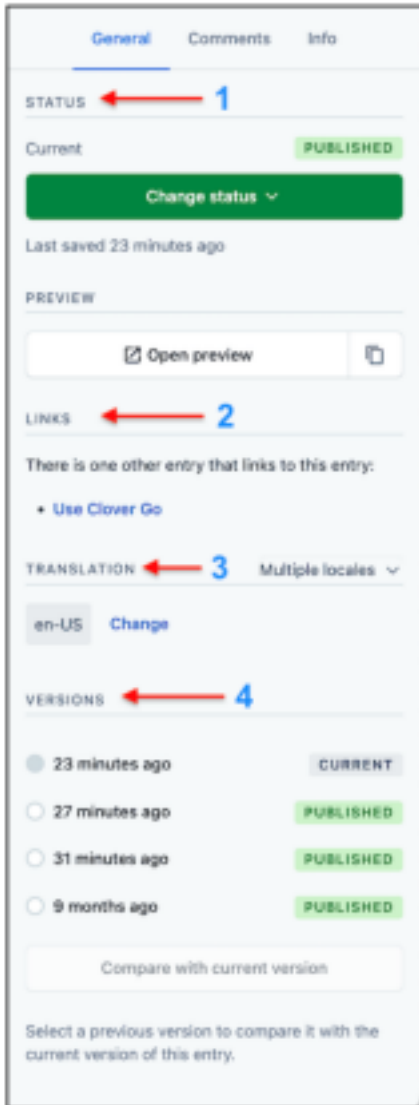 General Comments Info
STATUS 1
Current PUBLISHED
Change status
Last saved 23 minutes ago
PREVIEW
Open preview
LINKS 2
There is one other entry that links to this entry:
• Use Clover Go
TRANSLATION 3 Multiple locales
en-US Change
VERSIONS 4
23 minutes ago CURRENT
27 minutes ago PUBLISHED
31 minutes ago PUBLISHED
9 months ago PUBLISHED
Compare with current version
Select a previous version to compare it with the
current version of this entry.